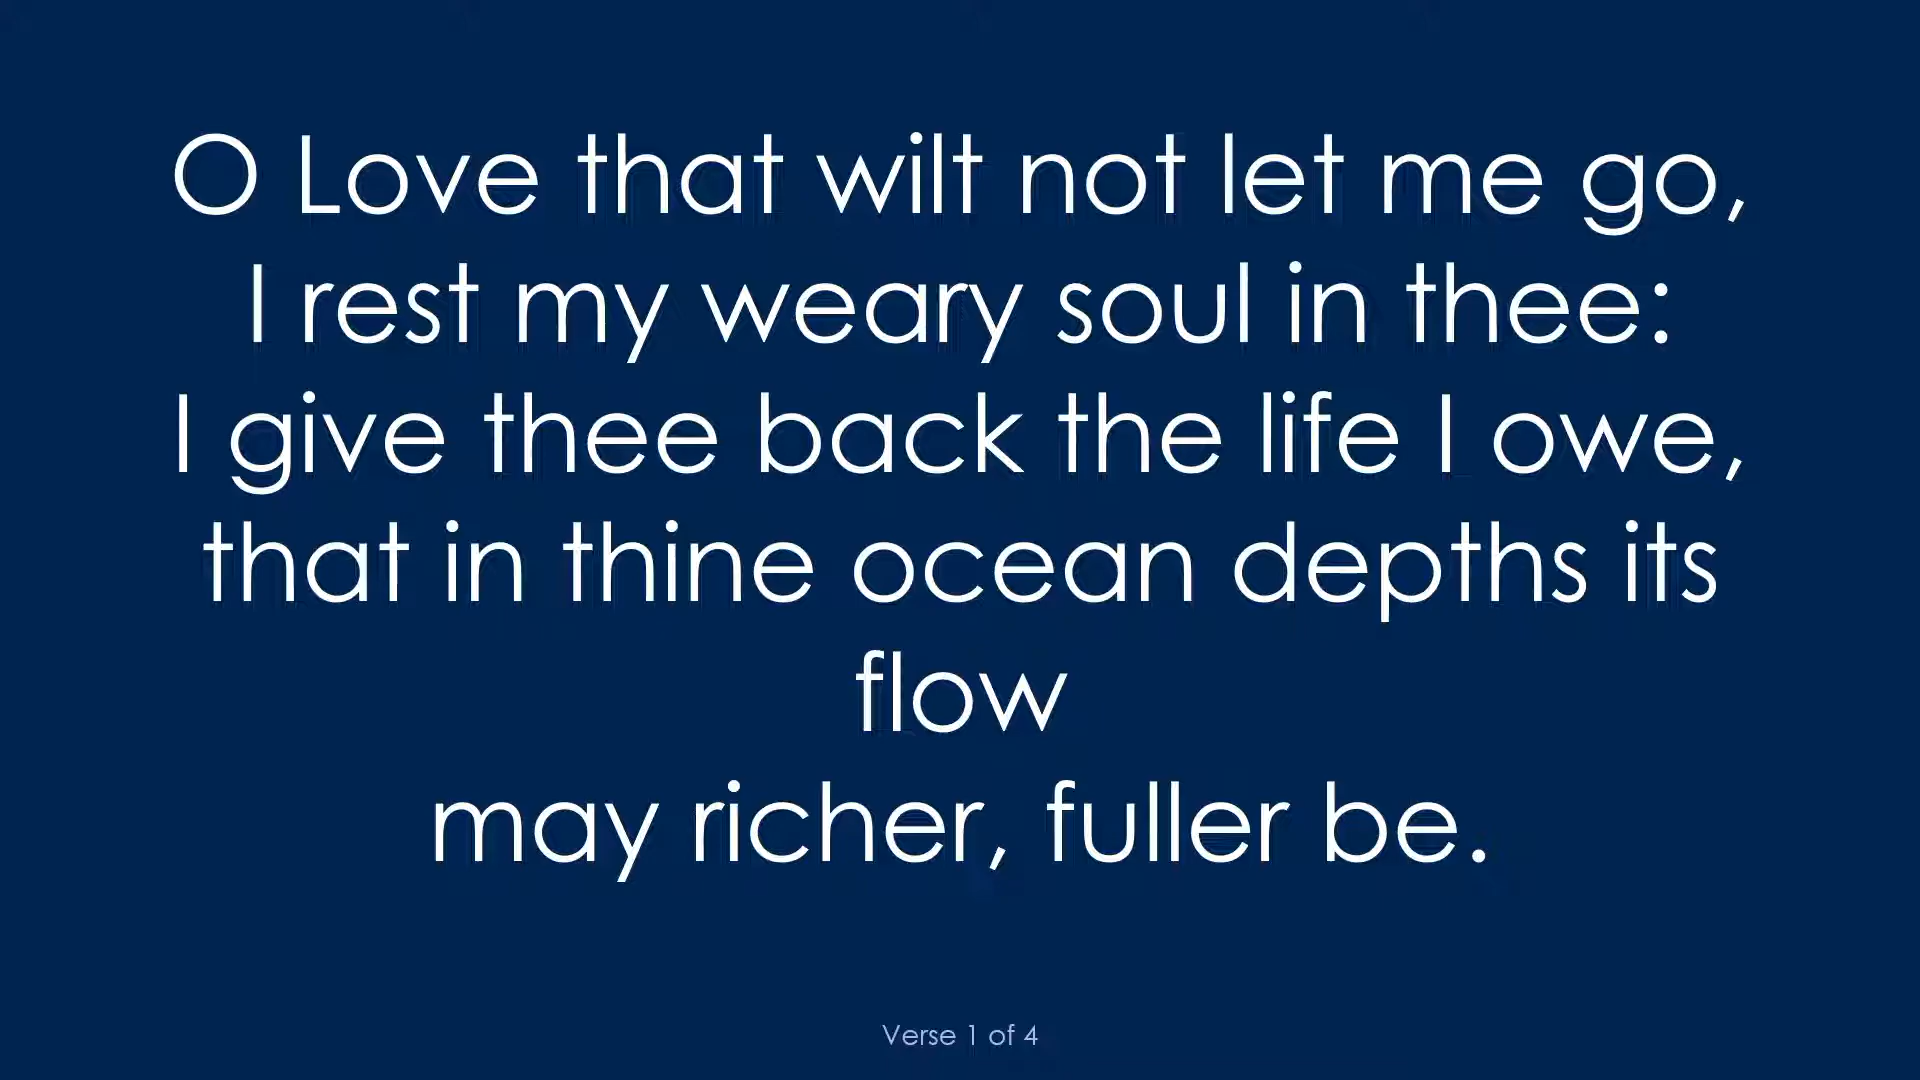 O Love that wilt not let me go,
I rest my weary soul in thee:
I give thee back the life I owe,
that in thine ocean depths its
flow
may richer, fuller be.
Verse 1 of 4